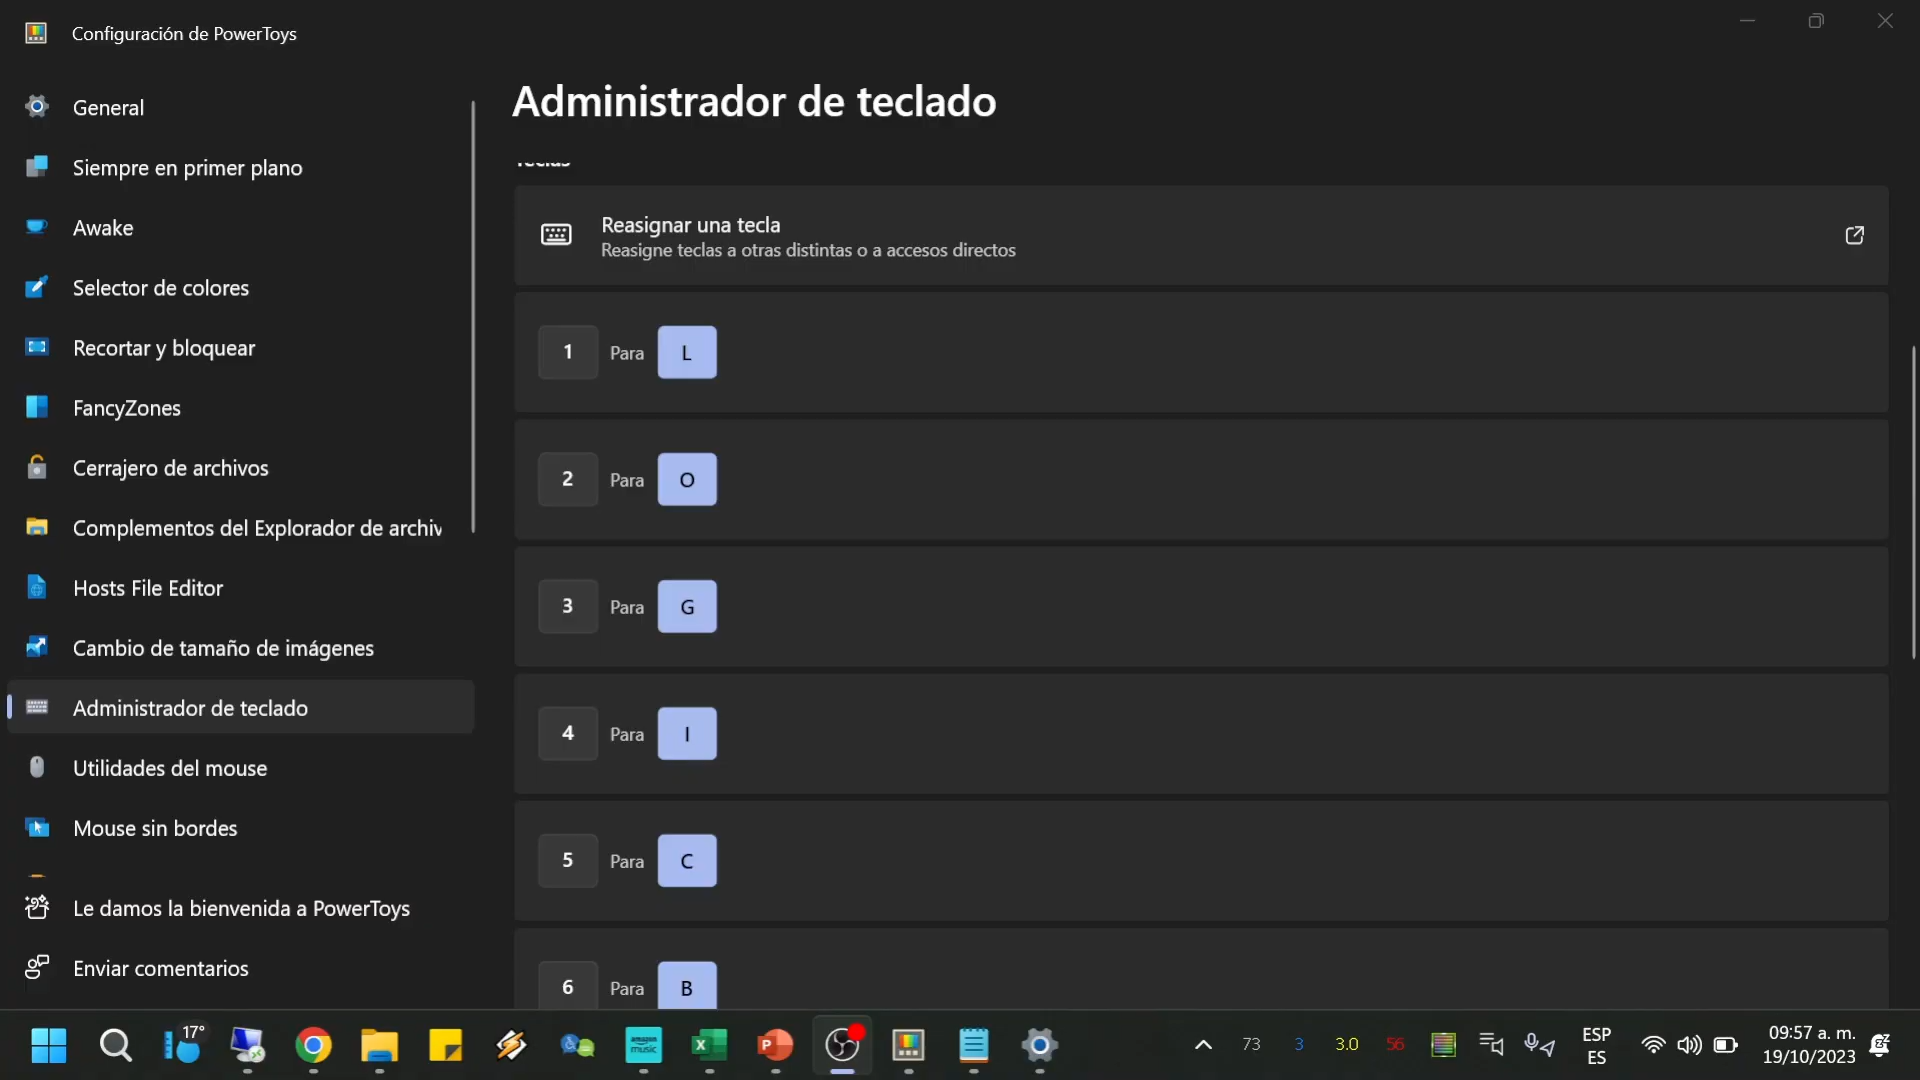 Configuración de PowerToys
General
Siempre en primer plano
Awake
Selector de colores
Recortar y bloquear
FancyZones
Cerrajero de archivos
Complementos del Explorador de archiv
Hosts File Editor
Cambio de tamaño de imágenes
Administrador de teclado
Utilidades del mouse
Mouse sin bordes
Le damos la bienvenida a PowerToys
Enviar comentarios
Administrador de teclado
Teclas
Reasignar una tecla
Reasigne teclas a otras distintas o a accesos directos
1 Para L
2 Para O
3 Para G
4 Para I
5 Para C
6 Para B
17°
amazon music
73 3 3.0 56
ESP
ES
09:57 a. m.
19/10/2023